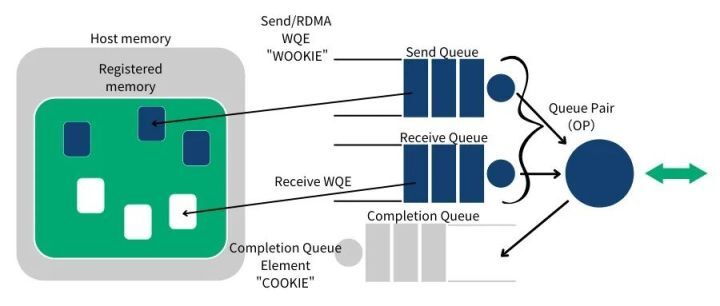 Host memory
Registered
memory
Send/RDMA
WQE
"WOOKIE"
Send Queue
Receive Queue
Queue Pair
(OP)
Receive WQE
Completion Queue
Completion Queue
Element
"COOKIE"